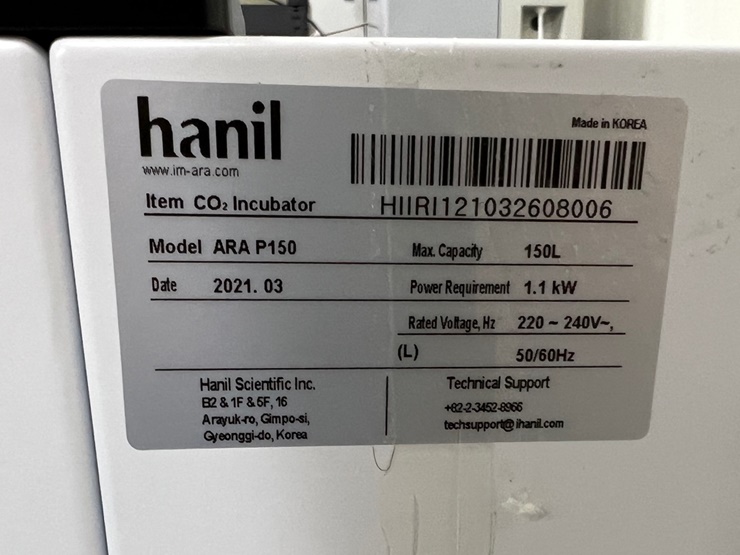 hanil
www.im-ara.com
Made in KOREA
Item CO₂ Incubator
HIIRI121032608006
Model ARA P150
Max. Capacity 150L
Date 2021. 03
Power Requirement 1.1 kW
Rated Voltage, Hz 220 ~ 240V~,
(L) 50/60Hz
Hanil Scientific Inc.
B2 & 1F & 5F, 16
Arayuk-ro, Gimpo-si,
Gyeonggi-do, Korea
Technical Support
+82-2-3452-8966
techsupport@ihanil.com